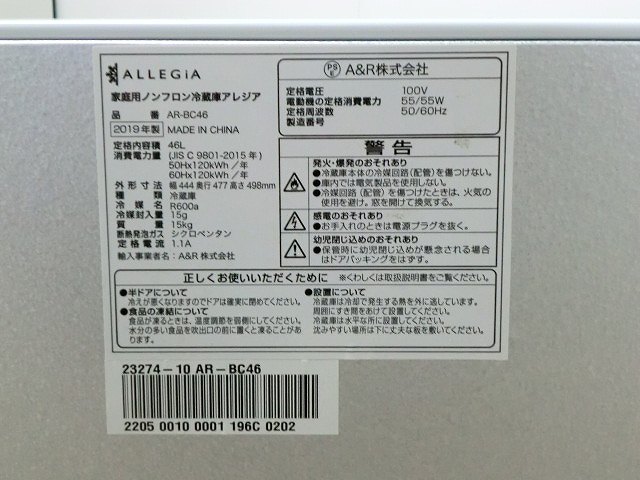 ALLEGiA
家庭用ノンフロン冷蔵庫アレジア
品番 AR-BC46
2019年製 MADE IN CHINA
定格内容積 46L
消費電力量 (JIS C 9801-2015年)
50Hz120kWh/年
60Hz120kWh/年
外形寸法 幅444奥行477高さ498mm
種類 冷蔵庫
冷媒 R600a
冷媒封入量 15g
質量 15kg
断熱発泡ガス シクロペンタン
定格電流 1.1A
輸入事業者名:A&R 株式会社
PS E A&R株式会社
定格電圧 100V
電動機の定格消費電力 55/55W
定格周波数 50/60Hz
製造番号
警告
発火・爆発のおそれあり
●冷蔵庫本体の冷媒回路(配管)を傷つけない。
●庫内では電気製品を使用しない。
●冷媒回路(配管)を傷つけたときは、火気の
使用を避け。窓を開けて換気する。
感電のおそれあり
●お手入れのときは電源プラグを抜く。
幼児閉じ込めのおそれあり
●保管時に幼児閉じ込めが懸念される場合
はドアパッキングをはずす。
正しくお使いいただくために ※くわしくは取扱説明書をご覧ください。
●半ドアについて
冷えが悪くなりますのでドアは確実に閉めてください。
●食品の凍結について
食品が凍るときは、温度調節を弱側にしてください。
水分の多い食品を吹出口の前に置くと凍ることがあ
ります。
●設置について
冷蔵庫は冷却で発生する熱を外に逃しています。
周囲にすき間をあけて設置してください。
冷蔵庫は水平な所に設置してください。
沈みやすい場所は下に丈夫な板を敷いてください。
23274-10 AR-BC46
2205 0010 0001 196C 0202